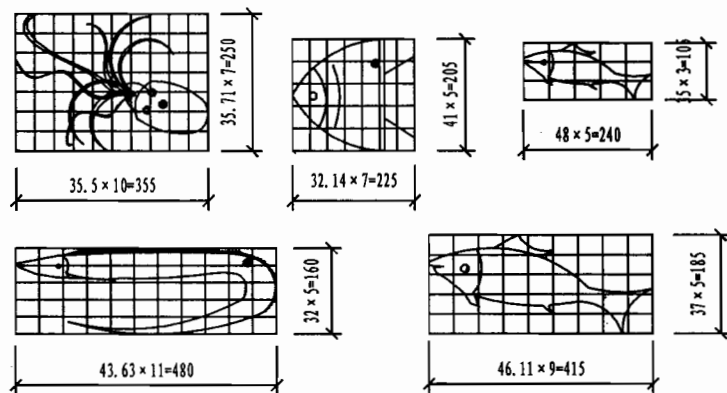 35.71 × 7=250
35.5 × 10=355
41 × 5=205
32.14 × 7=225
35 × 3=105
48 × 5=240
32 × 5=160
43.63 × 11=480
37 × 5=185
46.11 × 9=415